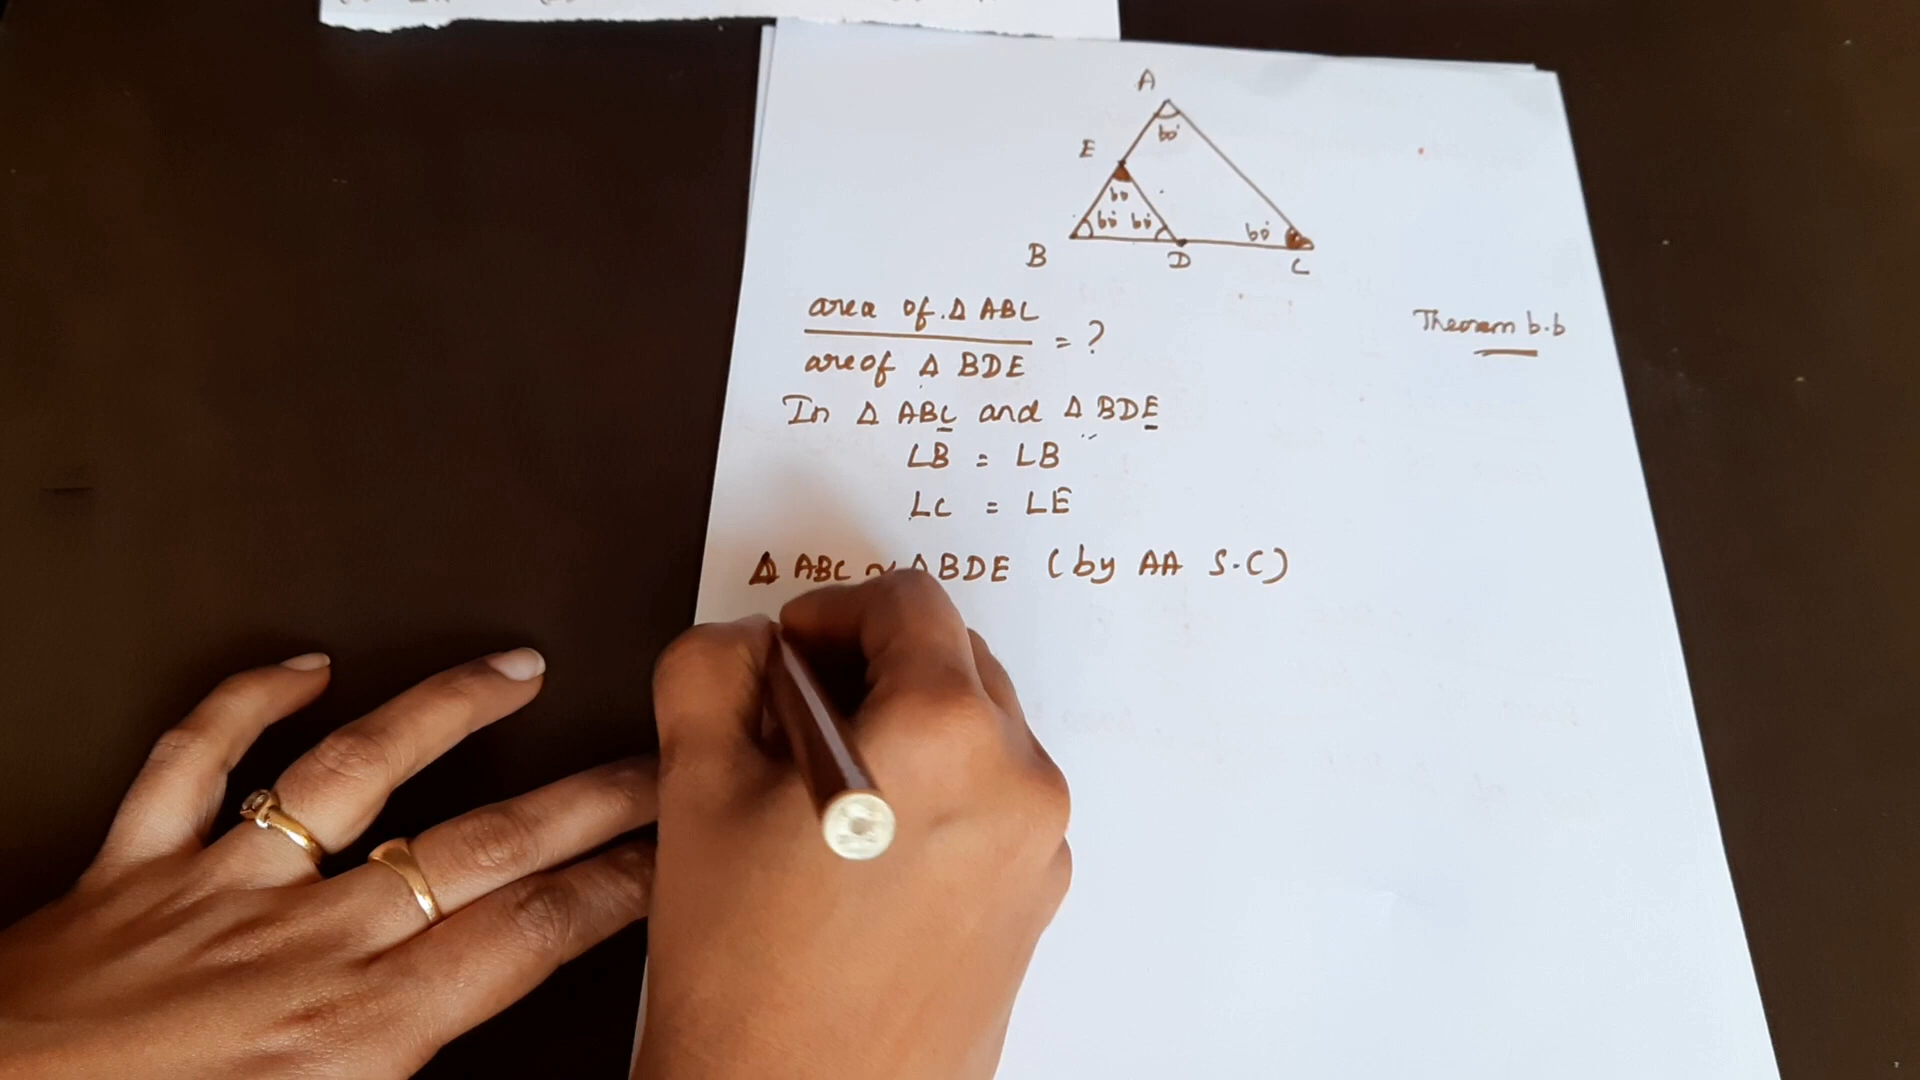 A
E
60°
60
60° 60°
60°
B
D
C
area of. Δ ABC
= ?
are of Δ BDE
Theorem 6.6
In Δ ABC and Δ BDE
∠B = ∠B
∠C = ∠E
Δ ABC ~ Δ BDE (by AA S.C)